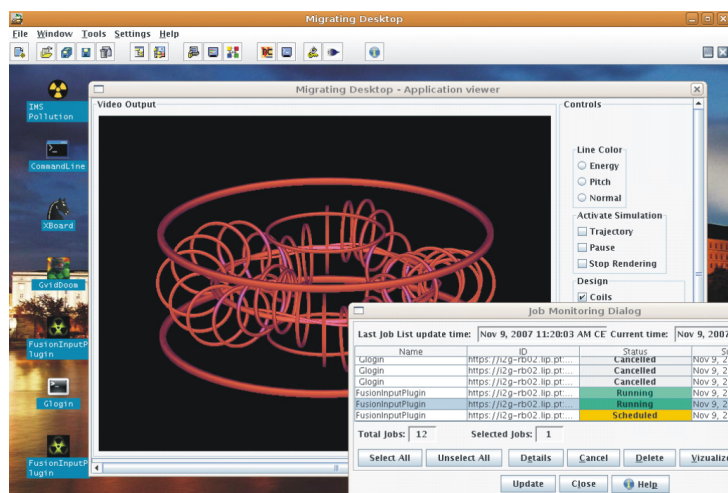 Migrating Desktop
File Window Tools Settings Help
IMS
Pollution
CommandLine
XBoard
GvidDoom
FusionInputP
lugin
Glogin
FusionInputP
lugin
Migrating Desktop - Application viewer
Video Output
Controls
Line Color
Energy
Pitch
Normal
Activate Simulation
Trajectory
Pause
Stop Rendering
Design
Coils
Job Monitoring Dialog
Last Job List update time: Nov 9, 2007 11:20:03 AM CE Current time: Nov 9, 2007
Name ID Status
Glogin https://i2g-rb02.lip.pt:... Cancelled Nov 9, 2
Glogin https://i2g-rb02.lip.pt:... Cancelled Nov 9, 2
Glogin https://i2g-rb02.lip.pt:... Cancelled Nov 9, 2
FusionInputPlugin https://i2g-rb02.lip.pt:... Running Nov 9, 2
FusionInputPlugin https://i2g-rb02.lip.pt:... Running Nov 9, 2
FusionInputPlugin https://i2g-rb02.lip.pt:... Scheduled Nov 9, 2
Total Jobs: 12 Selected Jobs: 1
Select All Unselect All Details Cancel Delete Vizualiz
Update Close Help